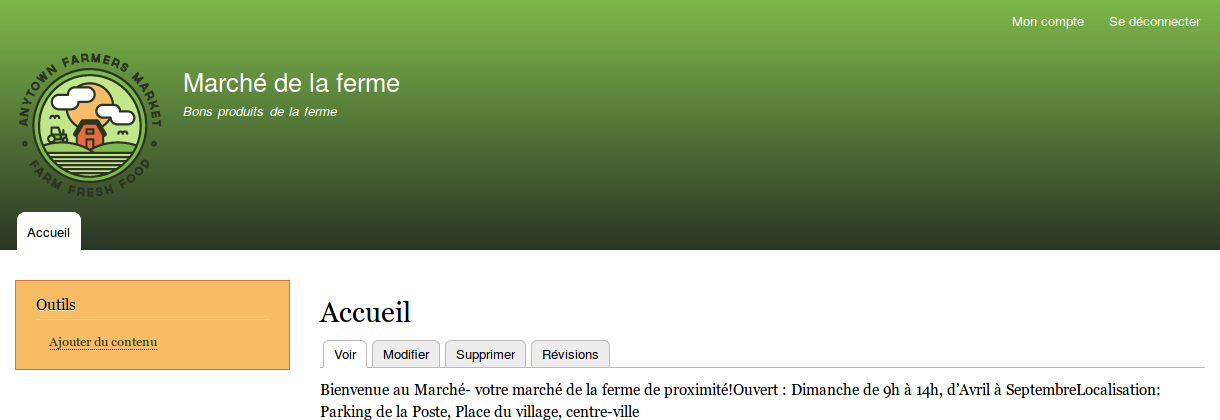 Mon compte Se déconnecter
ANYTOWN FARMERS MARKET
FARM FRESH FOOD
Marché de la ferme
Bons produits de la ferme
Accueil
Outils
Ajouter du contenu
Accueil
Voir Modifier Supprimer Révisions
Bienvenue au Marché- votre marché de la ferme de proximité!Ouvert : Dimanche de 9h à 14h, d’Avril à SeptembreLocalisation:
Parking de la Poste, Place du village, centre-ville